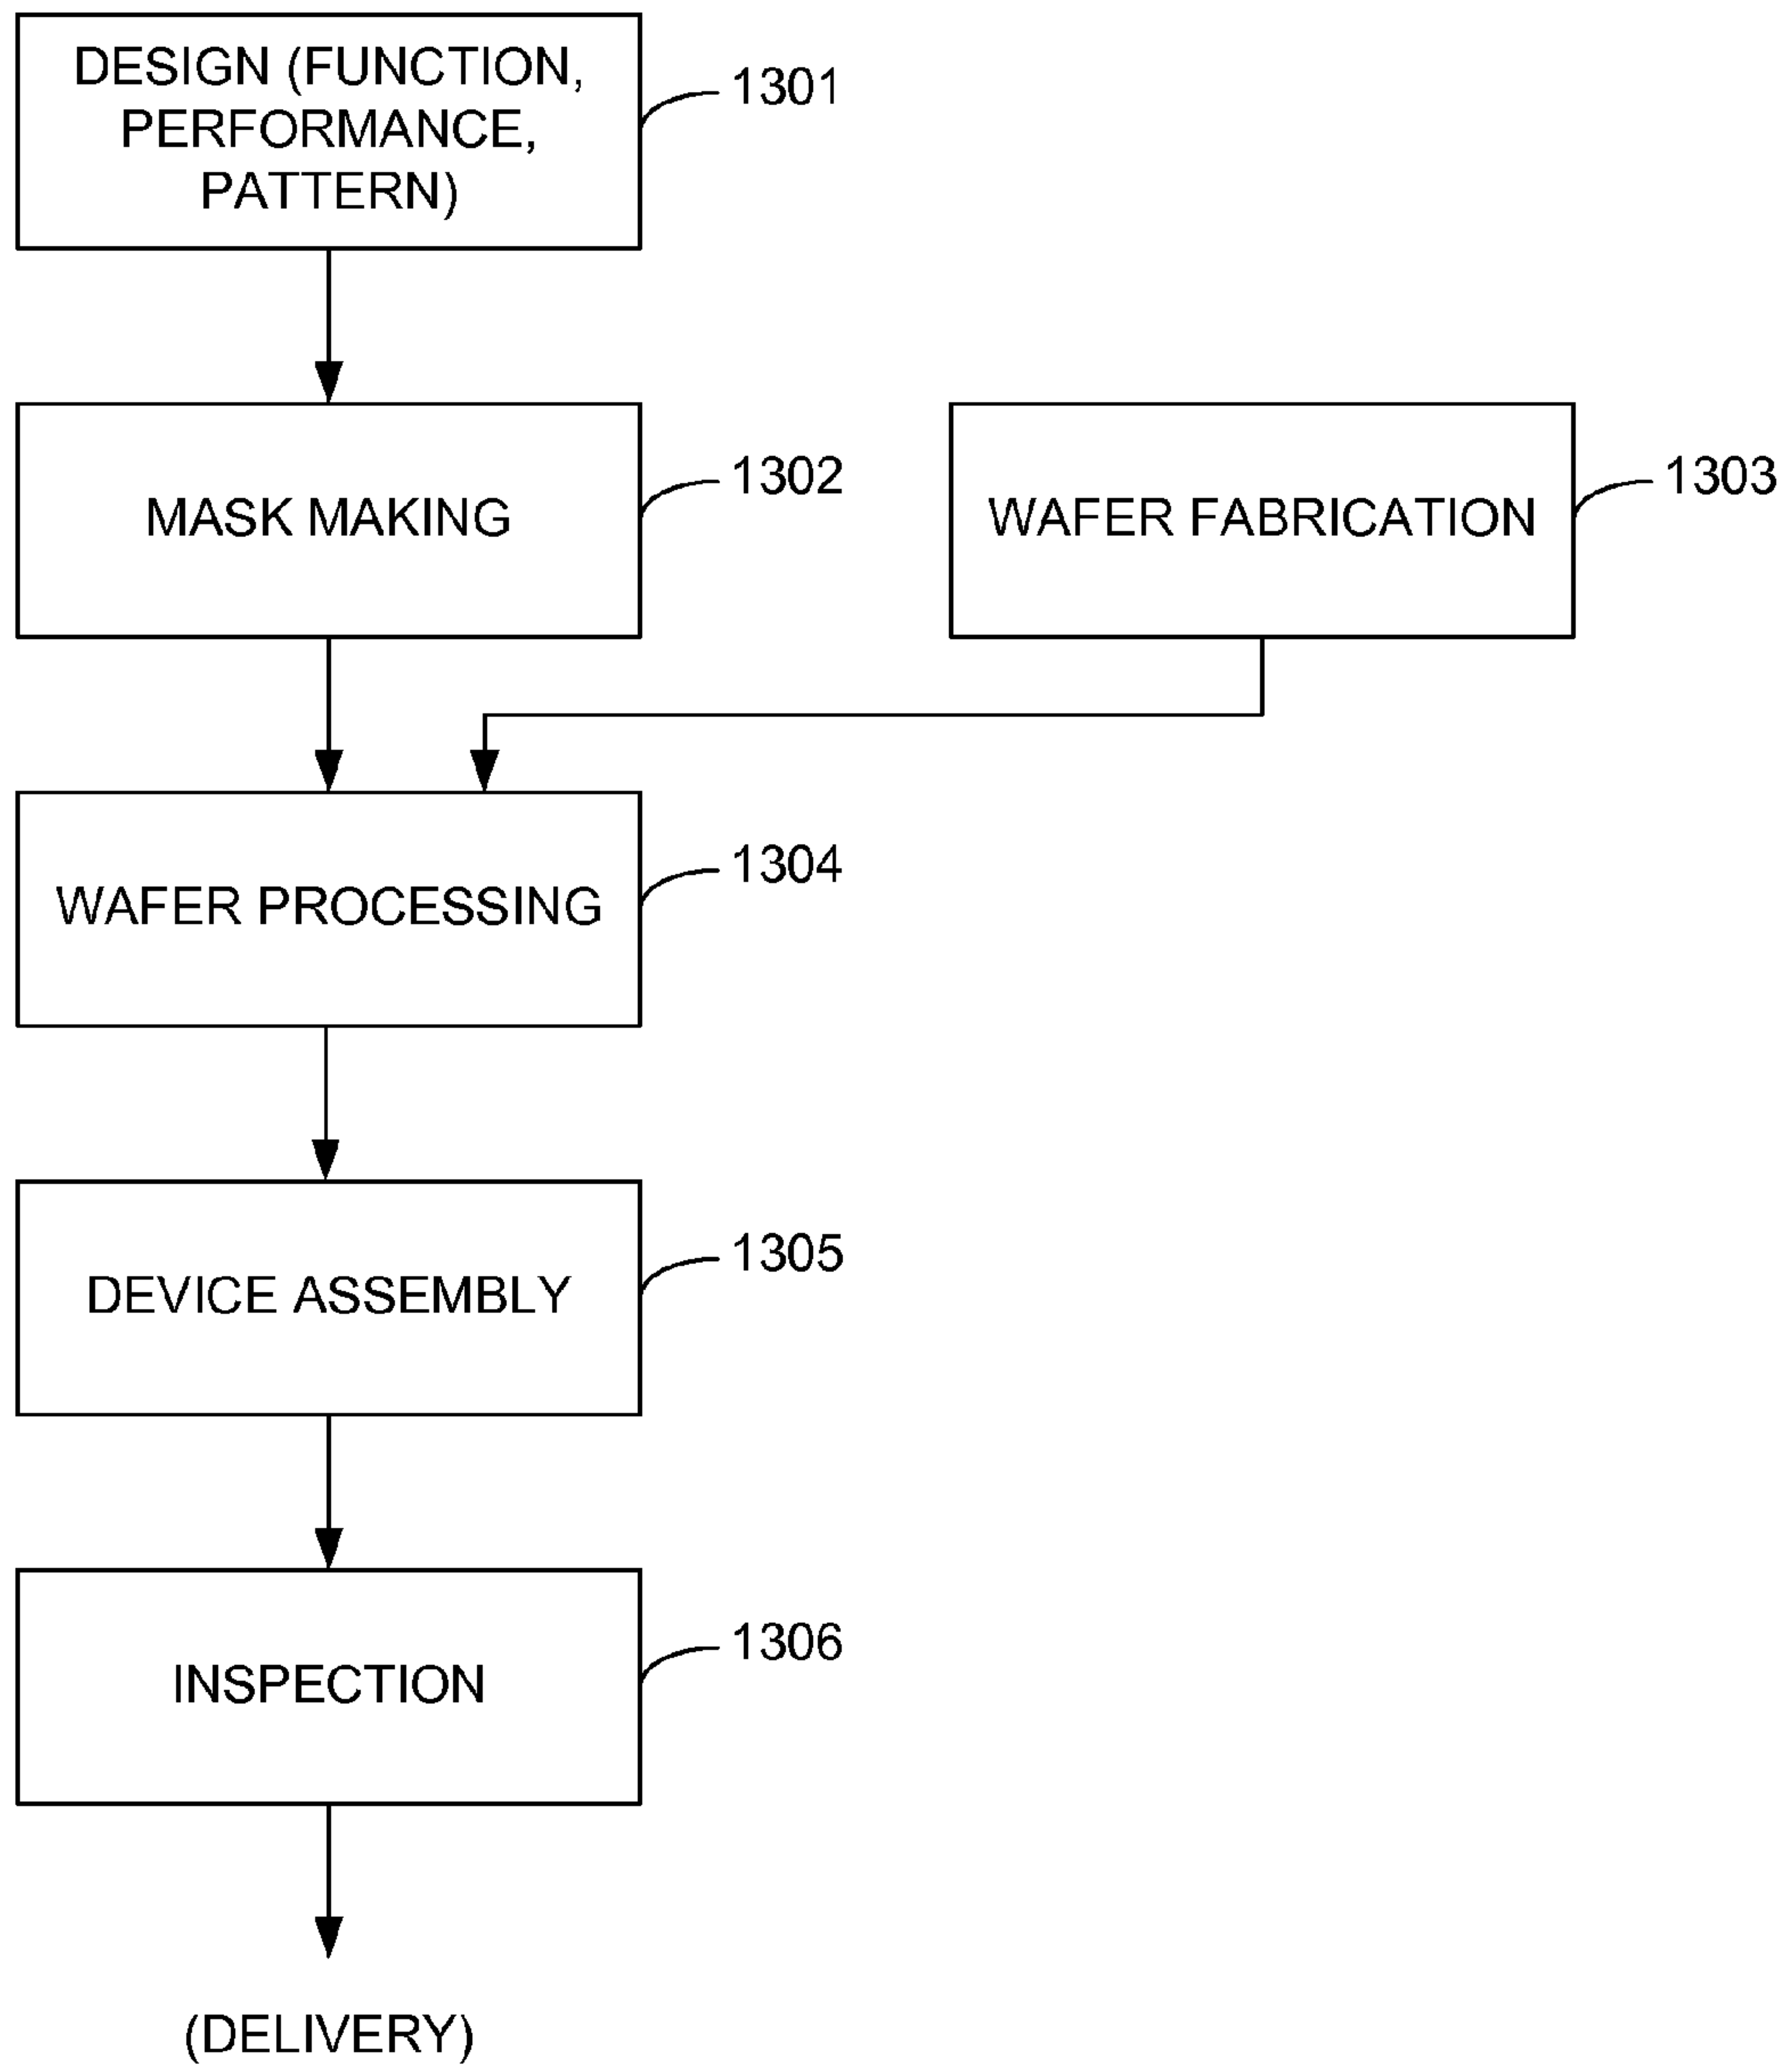 DESIGN (FUNCTION,
PERFORMANCE,
PATTERN)
1301
MASK MAKING
1302
WAFER FABRICATION
1303
WAFER PROCESSING
1304
DEVICE ASSEMBLY
1305
INSPECTION
1306
(DELIVERY)